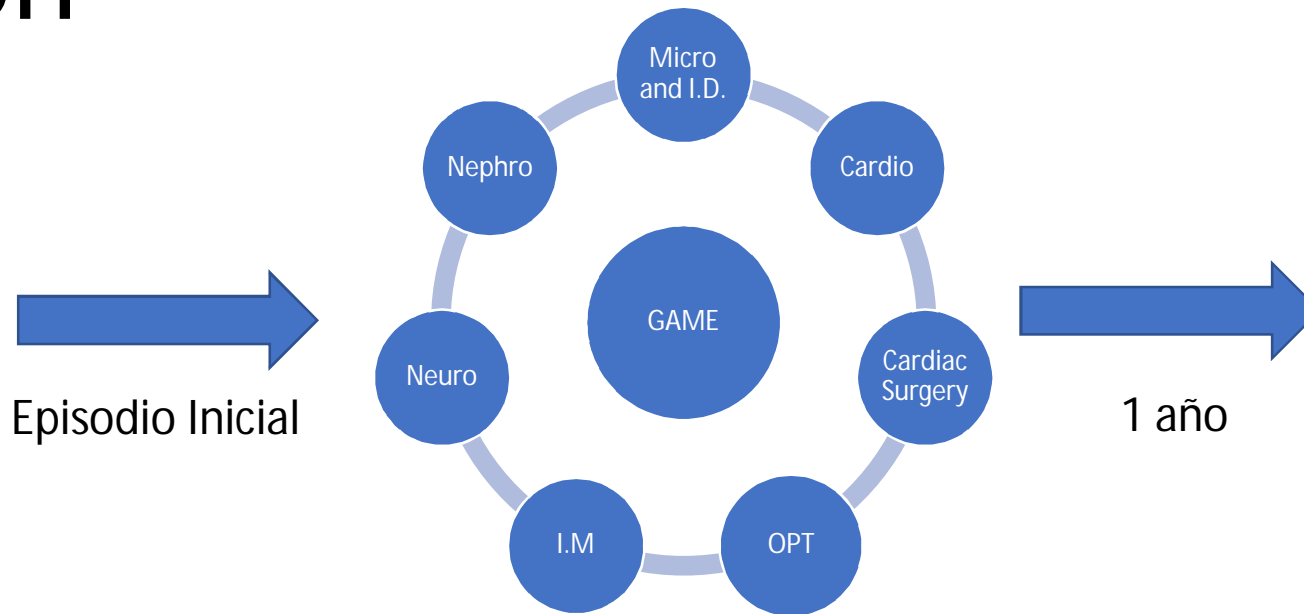 Micro
and I.D.
Nephro
Cardio
GAME
Neuro
Cardiac
Surgery
Episodio Inicial
1 año
I.M
OPT